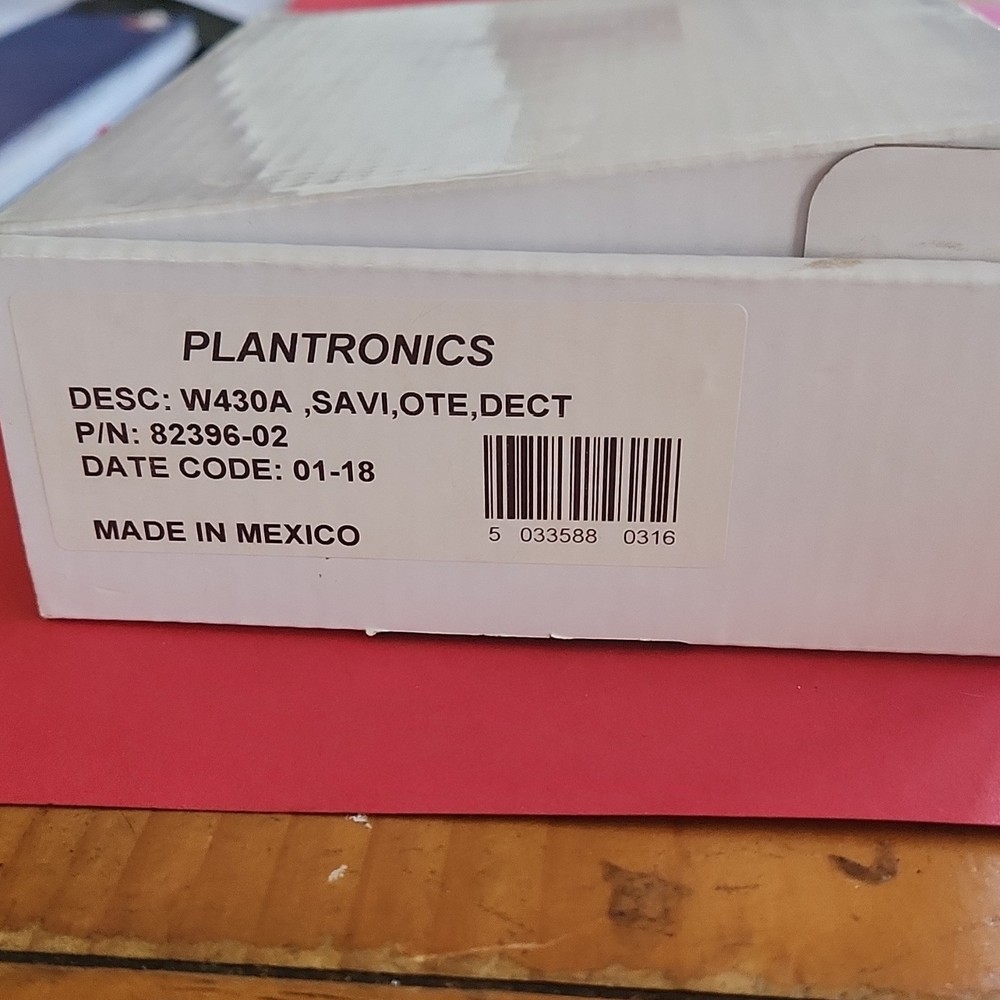 PLANTRONICS
DESC: W430A ,SAVI,OTE,DECT
P/N: 82396-02
DATE CODE: 01-18
MADE IN MEXICO
5 033588 0316